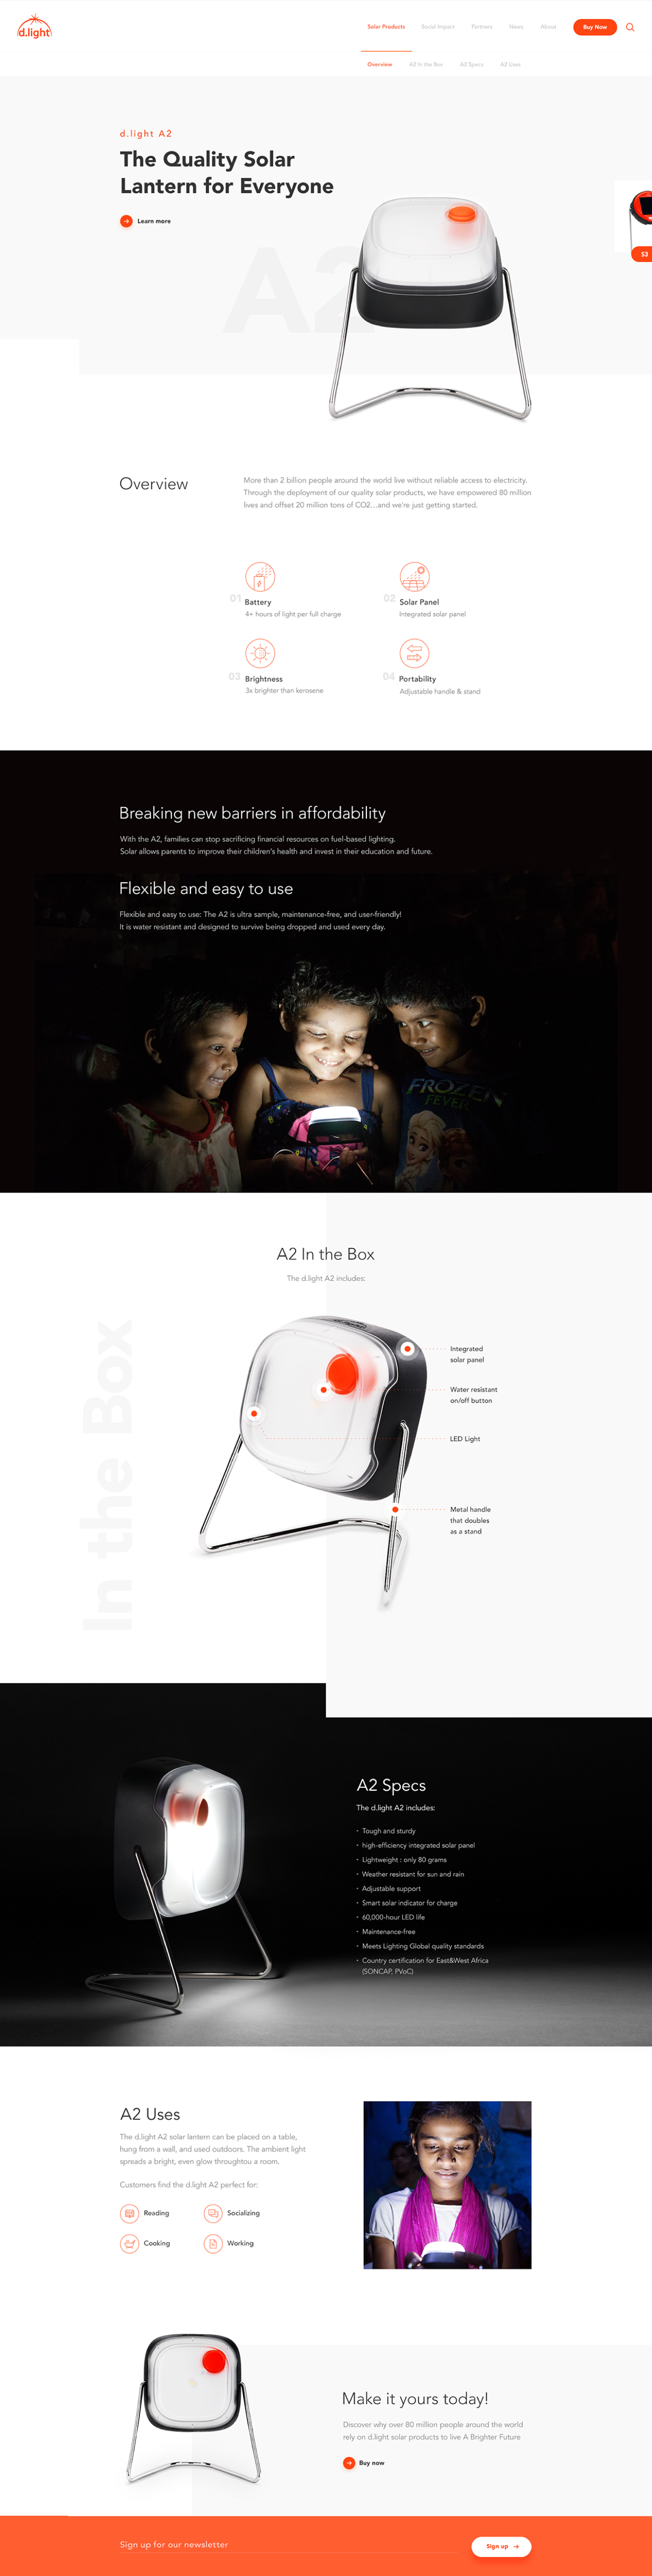 d.light
Solar Products Social Impact Partners News About Buy Now
Overview A2 In the Box A2 Specs A2 Uses
d.light A2
The Quality Solar
Lantern for Everyone
Learn more
A2
S3
Overview
More than 2 billion people around the world live without reliable access to electricity.
Through the deployment of our quality solar products, we have empowered 80 million
lives and offset 20 million tons of CO2…and we're just getting started.
01 Battery
4+ hours of light per full charge
02 Solar Panel
Integrated solar panel
03 Brightness
3x brighter than kerosene
04 Portability
Adjustable handle & stand
Breaking new barriers in affordability
With the A2, families can stop sacrificing financial resources on fuel-based lighting.
Solar allows parents to improve their children's health and invest in their education and future.
Flexible and easy to use
Flexible and easy to use: The A2 is ultra sample, maintenance-free, and user-friendly!
It is water resistant and designed to survive being dropped and used every day.
FROZEN
FEVER
A2 In the Box
The d.light A2 includes:
In the Box
Integrated
solar panel
Water resistant
on/off button
LED Light
Metal handle
that doubles
as a stand
A2 Specs
The d.light A2 includes:
• Tough and sturdy
• high-efficiency integrated solar panel
• Lightweight : only 80 grams
• Weather resistant for sun and rain
• Adjustable support
• Smart solar indicator for charge
• 60,000-hour LED life
• Maintenance-free
• Meets Lighting Global quality standards
• Country certification for East&West Africa
(SONCAP, PVoC)
A2 Uses
The d.light A2 solar lantern can be placed on a table,
hung from a wall, and used outdoors. The ambient light
spreads a bright, even glow throughtou a room.
Customers find the d.light A2 perfect for:
Reading
Socializing
Cooking
Working
Make it yours today!
Discover why over 80 million people around the world
rely on d.light solar products to live A Brighter Future
Buy now
Sign up for our newsletter
Sign up